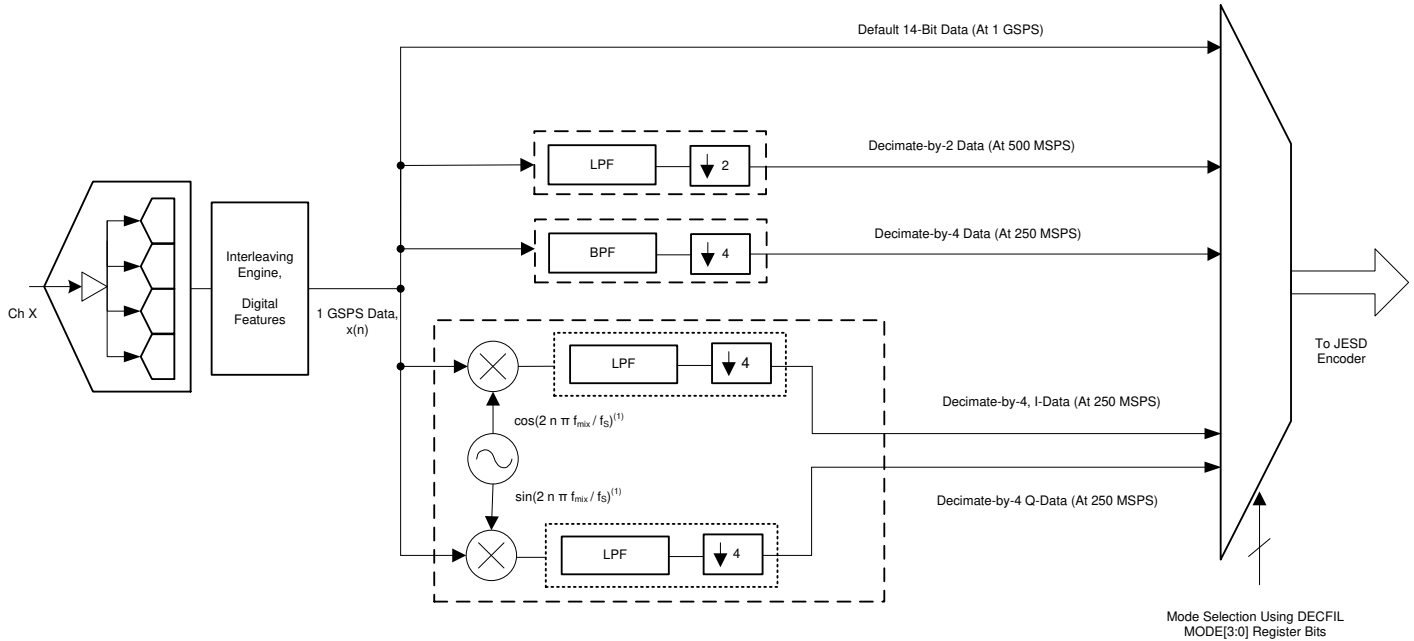 Default 14-Bit Data (At 1 GSPS)
LPF
2
Decimate-by-2 Data (At 500 MSPS)
BPF
4
Decimate-by-4 Data (At 250 MSPS)
Ch X
Interleaving
Engine,
Digital
Features
1 GSPS Data,
x(n)
LPF
4
cos(2 n π fmix / fS)(1)
sin(2 n π fmix / fS)(1)
LPF
4
Decimate-by-4, I-Data (At 250 MSPS)
Decimate-by-4 Q-Data (At 250 MSPS)
To JESD
Encoder
Mode Selection Using DECFIL
MODE[3:0] Register Bits